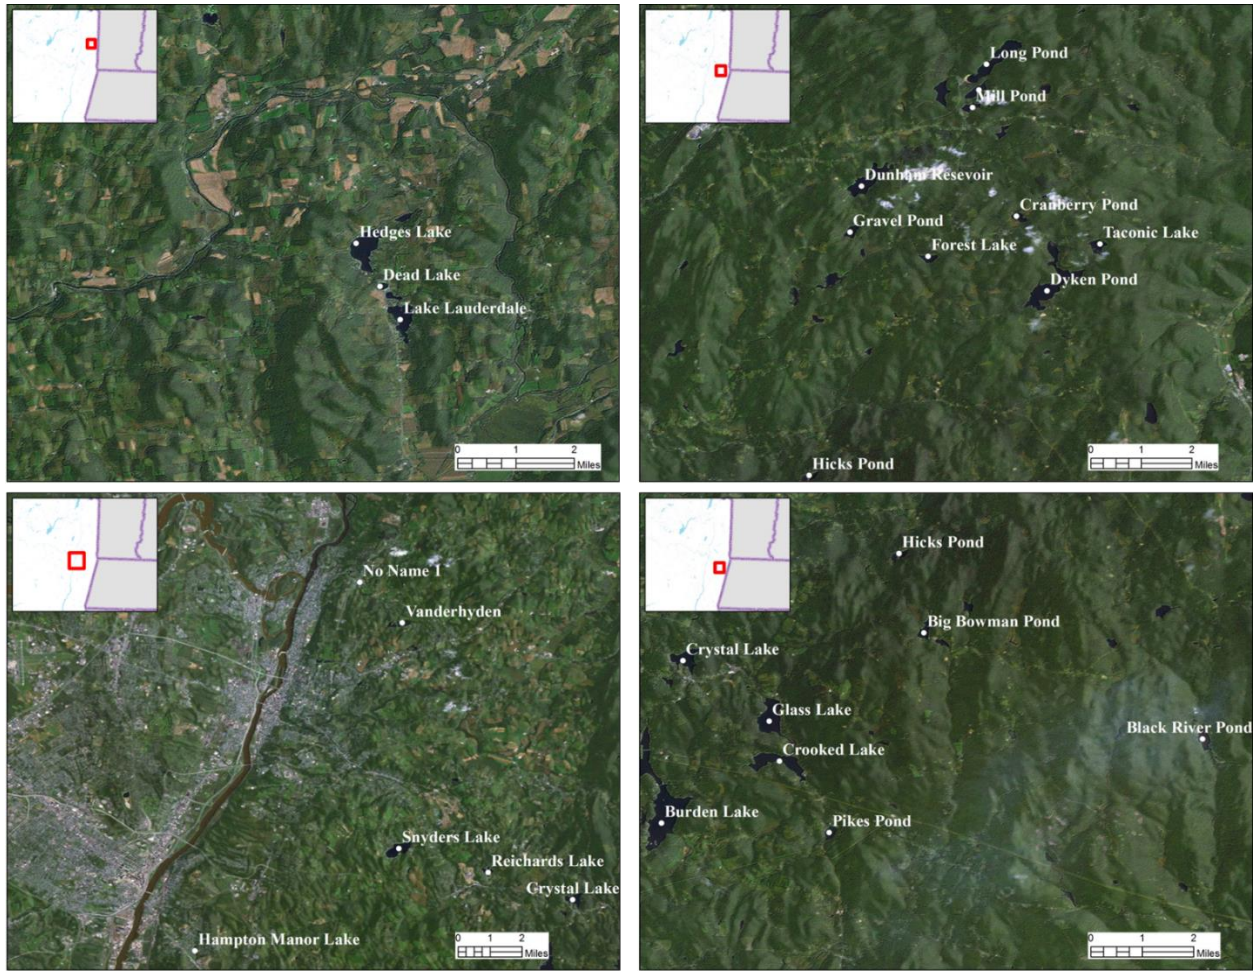 Hedges Lake
Dead Lake
Lake Lauderdale
0 1 2
Miles
Long Pond
Mill Pond
Dunham Resevoir
Cranberry Pond
Gravel Pond
Taconic Lake
Forest Lake
Dyken Pond
Hicks Pond
0 1 2
Miles
No Name 1
Vanderhyden
Snyders Lake
Reichards Lake
Crystal Lake
Hampton Manor Lake
0 1 2
Miles
Hicks Pond
Big Bowman Pond
Crystal Lake
Glass Lake
Black River Pond
Crooked Lake
Burden Lake
Pikes Pond
0 1 2
Miles